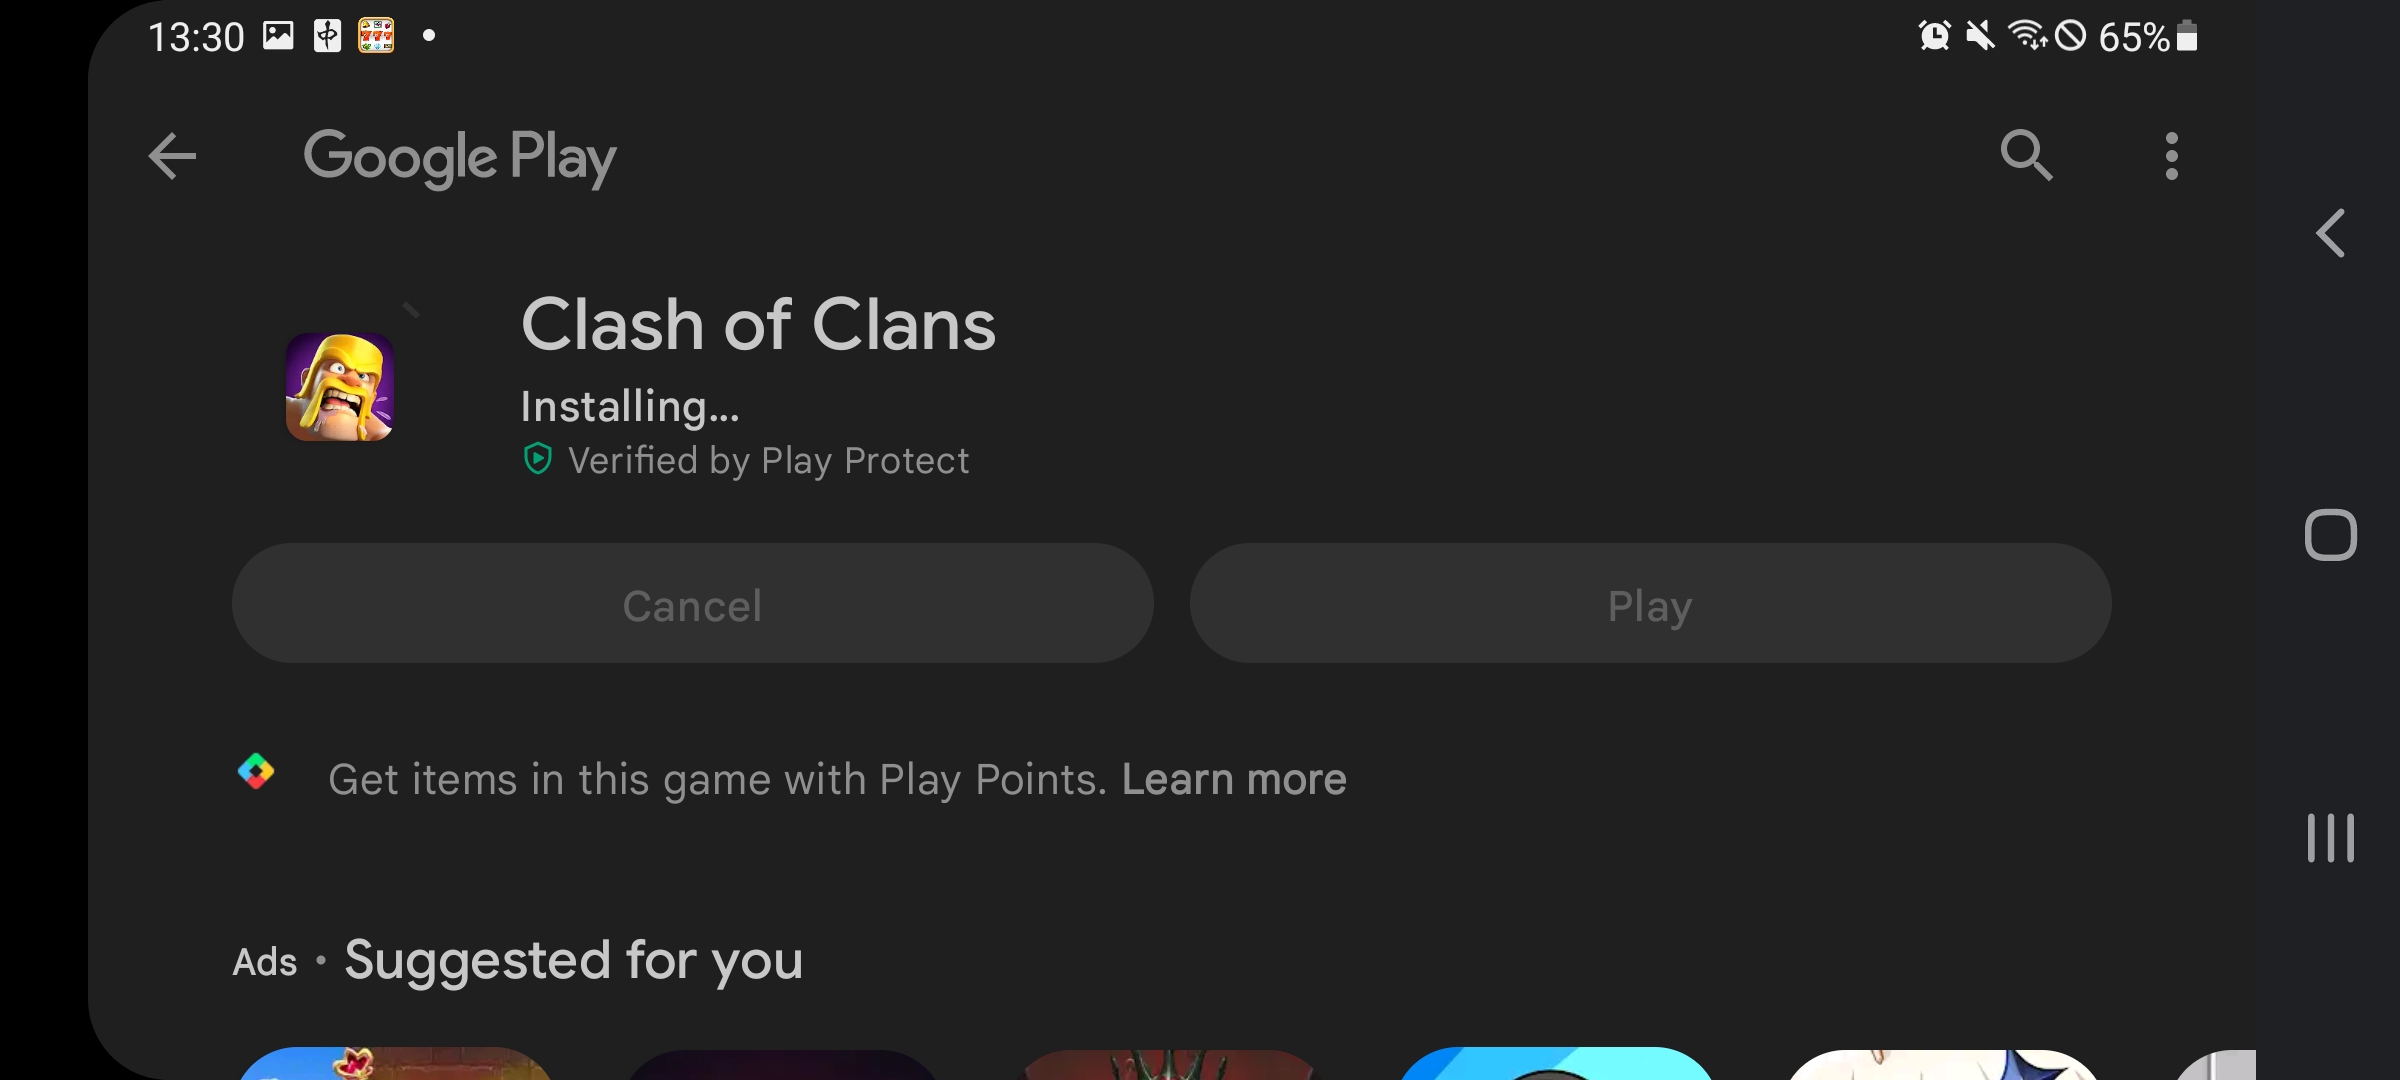 13:30 中 65%
Google Play
Clash of Clans
Installing...
Verified by Play Protect
Cancel Play
Get items in this game with Play Points. Learn more
Ads • Suggested for you